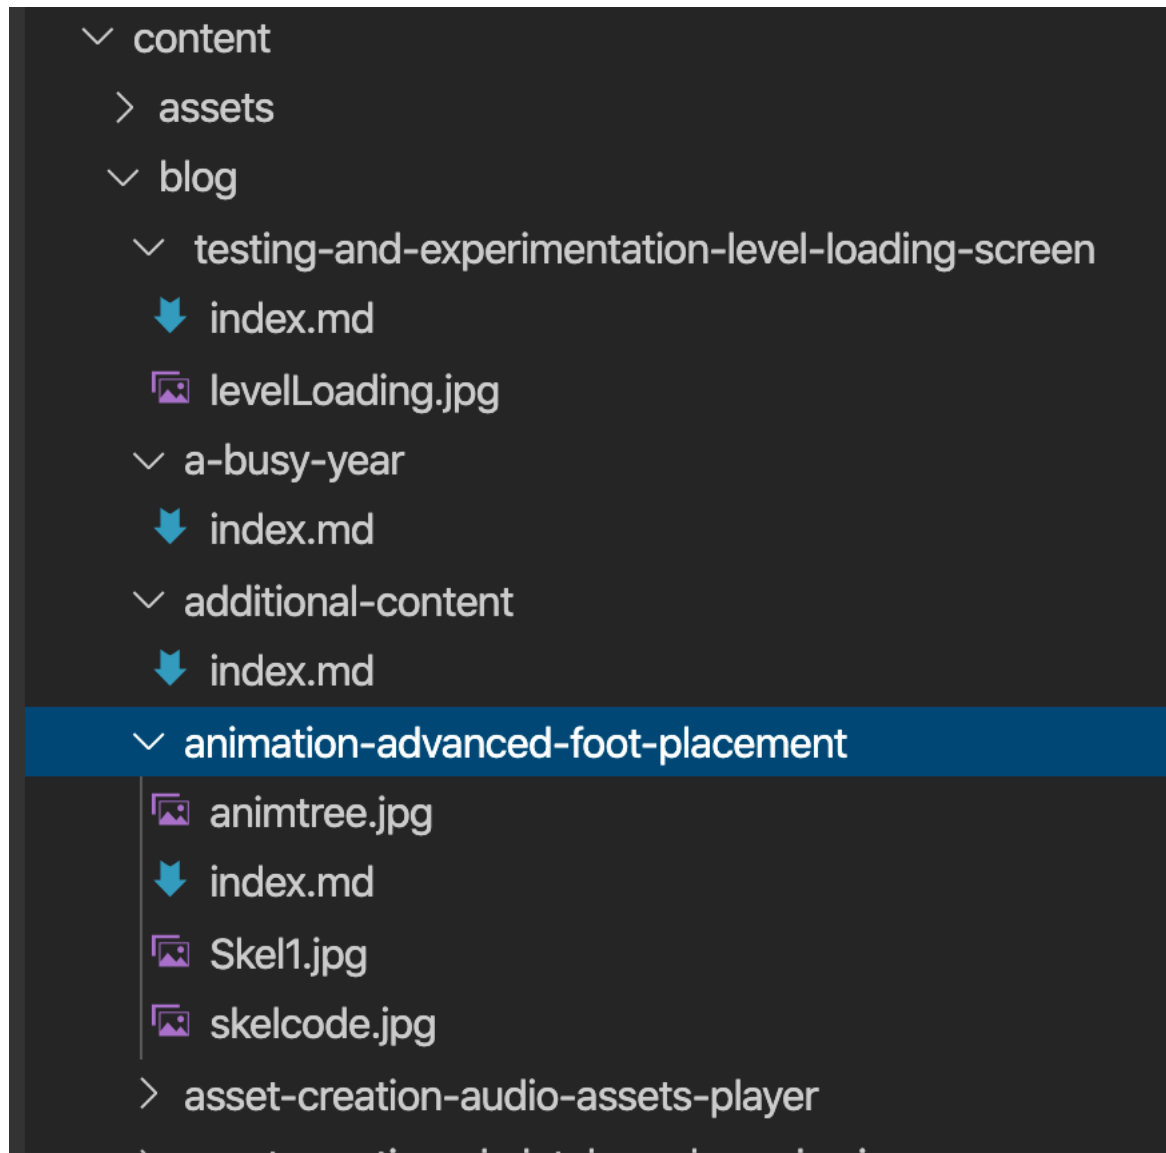 content
assets
blog
testing-and-experimentation-level-loading-screen
index.md
levelLoading.jpg
a-busy-year
index.md
additional-content
index.md
animation-advanced-foot-placement
animtree.jpg
index.md
Skel1.jpg
skelcode.jpg
asset-creation-audio-assets-player